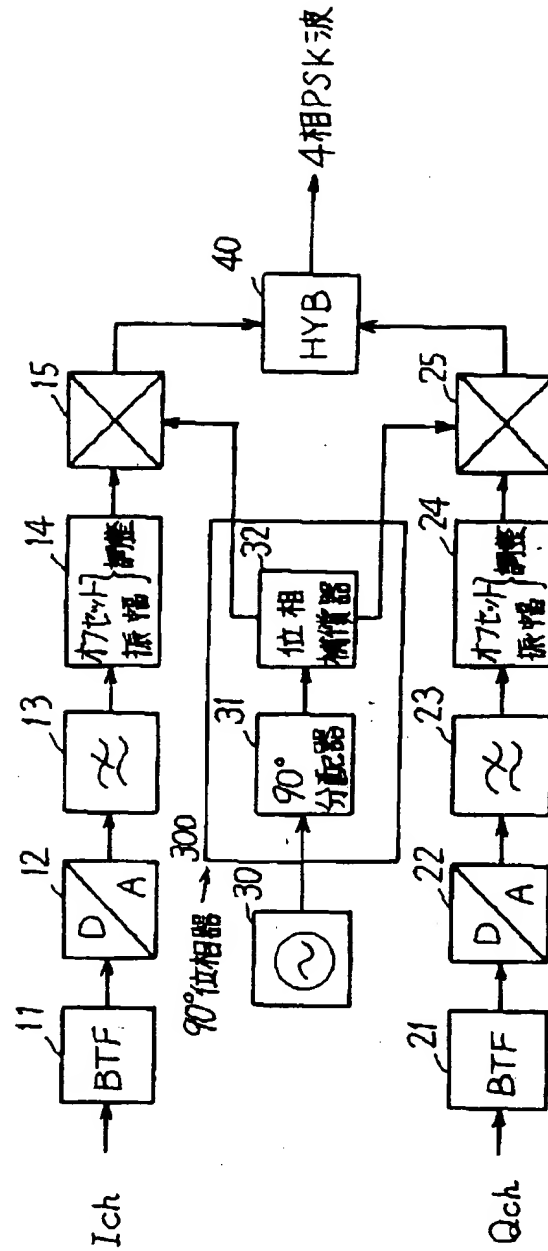 Ich
11
BTF
12
D
A
13
14
オフセット
振幅
調整
15
90°位相器
300
30
31
90°
分配器
32
位相
補償器
40
HYB
4相PSK波
Qch
21
BTF
22
D
A
23
24
オフセット
振幅
調整
25